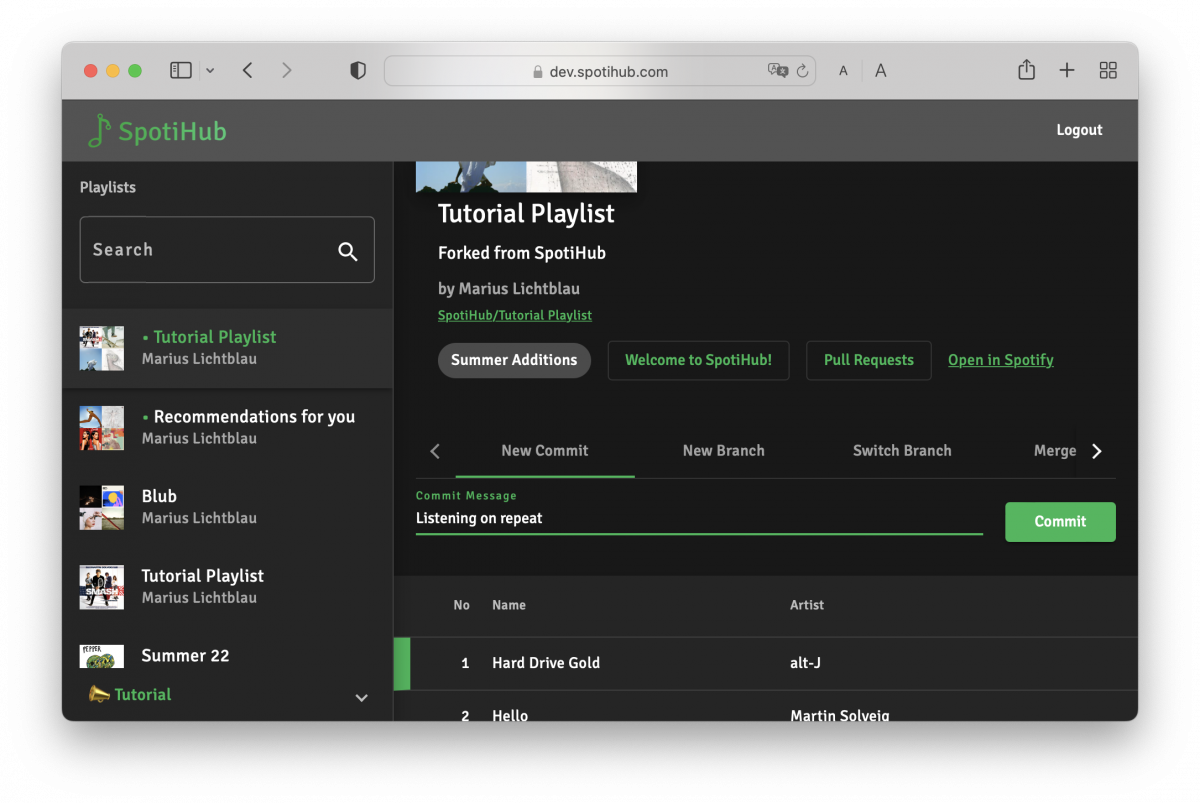 dev.spotihub.com
A
A
SpotiHub
Logout
Playlists
Search
• Tutorial Playlist
Marius Lichtblau
• Recommendations for you
Marius Lichtblau
Blub
Marius Lichtblau
SMASH
Tutorial Playlist
Marius Lichtblau
PEPPER
Summer 22
Tutorial
Tutorial Playlist
Forked from SpotiHub
by Marius Lichtblau
SpotiHub/Tutorial Playlist
Summer Additions
Welcome to SpotiHub!
Pull Requests
Open in Spotify
New Commit
New Branch
Switch Branch
Merge
Commit Message
Listening on repeat
Commit
No Name Artist
1 Hard Drive Gold alt-J
2 Hello Martin Solveig